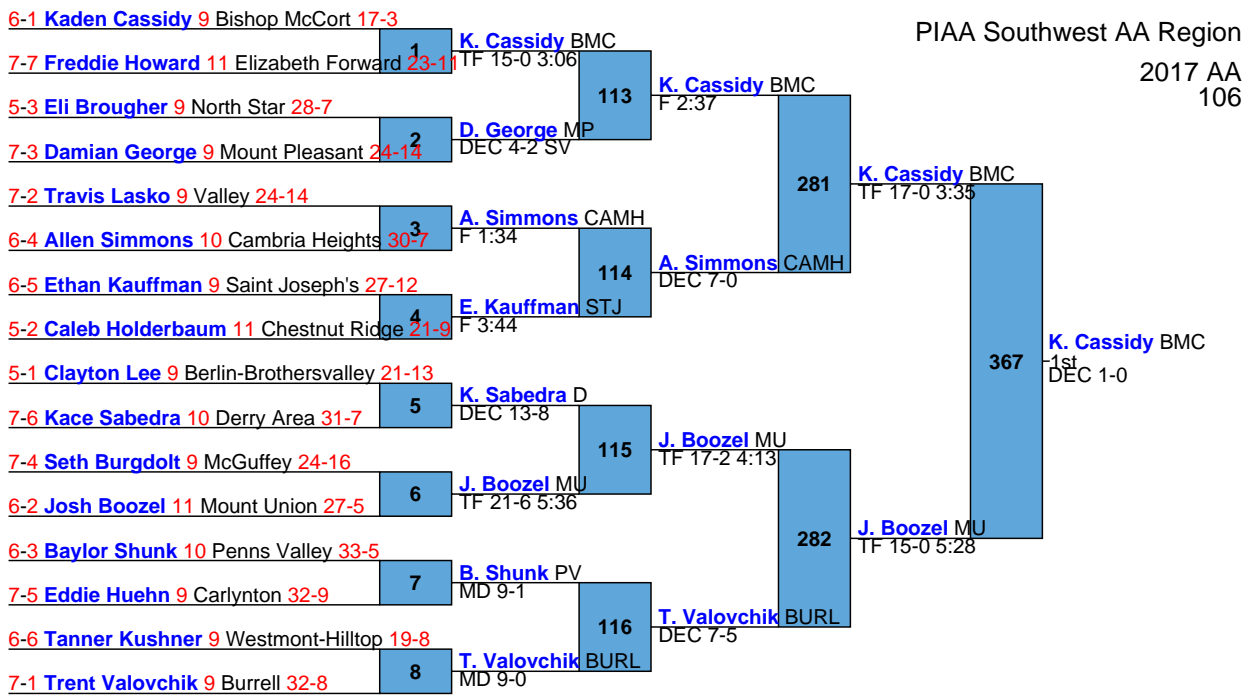 PIAA Southwest AA Region
2017 AA
106
6-1 Kaden Cassidy 9 Bishop McCort 17-3
7-7 Freddie Howard 11 Elizabeth Forward 23-11
5-3 Eli Brougher 9 North Star 28-7
7-3 Damian George 9 Mount Pleasant 24-14
7-2 Travis Lasko 9 Valley 24-14
6-4 Allen Simmons 10 Cambria Heights 30-7
6-5 Ethan Kauffman 9 Saint Joseph's 27-12
5-2 Caleb Holderbaum 11 Chestnut Ridge 21-9
5-1 Clayton Lee 9 Berlin-Brothersvalley 21-13
7-6 Kace Sabedra 10 Derry Area 31-7
7-4 Seth Burgdolt 9 McGuffey 24-16
6-2 Josh Boozel 11 Mount Union 27-5
6-3 Baylor Shunk 10 Penns Valley 33-5
7-5 Eddie Huehn 9 Carlynton 32-9
6-6 Tanner Kushner 9 Westmont-Hilltop 19-8
7-1 Trent Valovchik 9 Burrell 32-8
1
2
3
4
5
6
7
8
K. Cassidy BMC
TF 15-0 3:06
D. George MP
DEC 4-2 SV
A. Simmons CAMH
F 1:34
E. Kauffman STJ
F 3:44
K. Sabedra D
DEC 13-8
J. Boozel MU
TF 21-6 5:36
B. Shunk PV
MD 9-1
T. Valovchik BURL
MD 9-0
113
114
115
116
K. Cassidy BMC
F 2:37
A. Simmons CAMH
DEC 7-0
J. Boozel MU
TF 17-2 4:13
T. Valovchik BURL
DEC 7-5
281
282
K. Cassidy BMC
TF 17-0 3:35
J. Boozel MU
TF 15-0 5:28
367
K. Cassidy BMC
1st
DEC 1-0